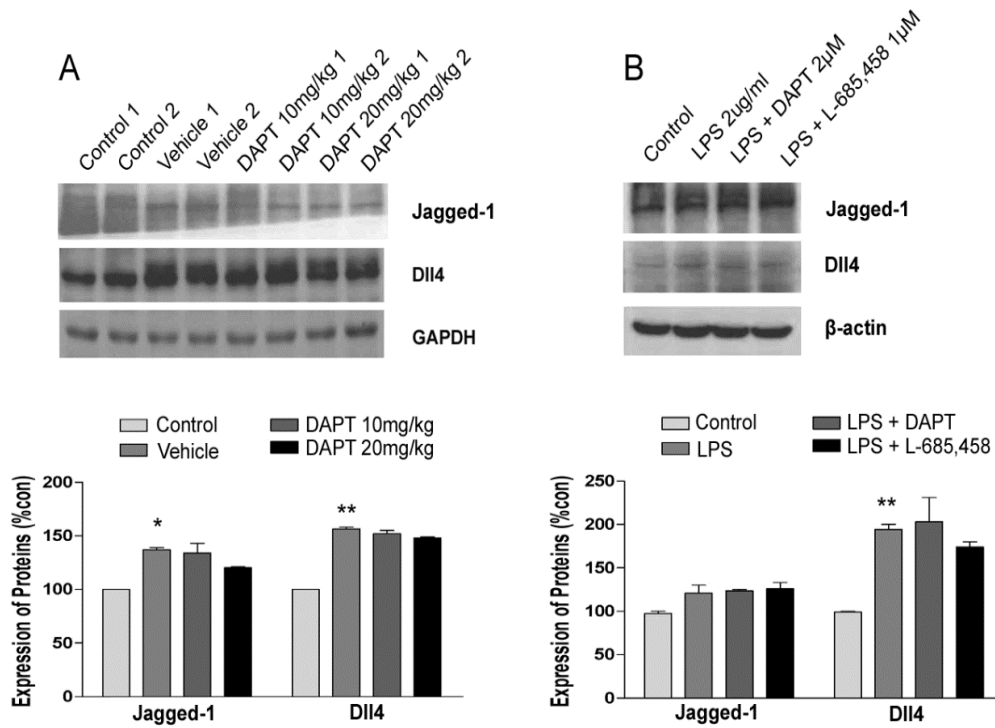 A
Control 1
Control 2
Vehicle 1
Vehicle 2
DAPT 10mg/kg 1
DAPT 10mg/kg 2
DAPT 20mg/kg 1
DAPT 20mg/kg 2
Jagged-1
Dll4
GAPDH
Control
Vehicle
DAPT 10mg/kg
DAPT 20mg/kg
Expression of Proteins (%con)
200
150
100
50
0
*
**
Jagged-1
Dll4
B
Control
LPS 2ug/ml
LPS + DAPT 2µM
LPS + L-685,458 1µM
Jagged-1
Dll4
β-actin
Control
LPS
LPS + DAPT
LPS + L-685,458
Expression of Proteins (%con)
250
200
150
100
50
0
**
Jagged-1
Dll4